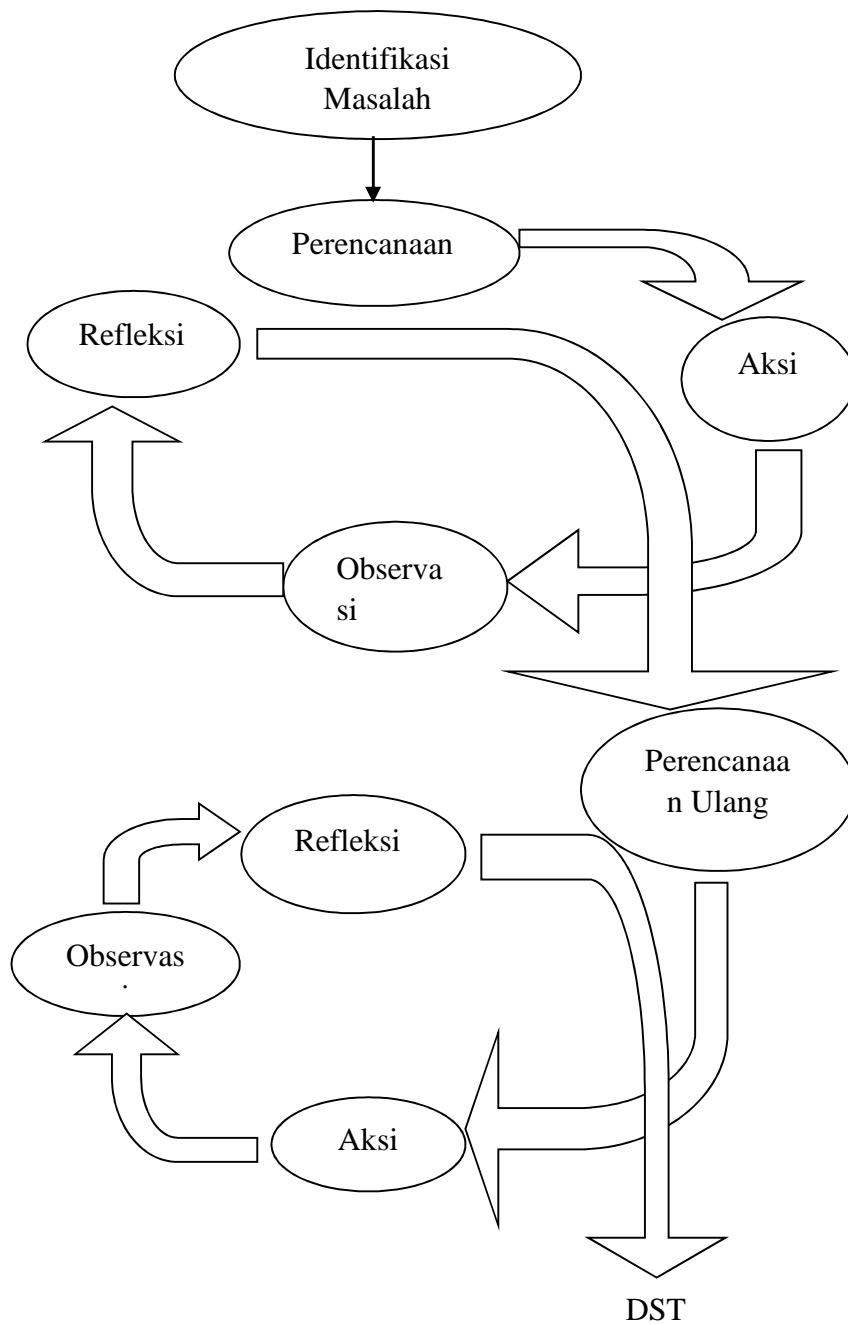 Identifikasi
Masalah
Perencanaan
Refleksi
Aksi
Observa
si
Perencanaa
n Ulang
Refleksi
Observas
Aksi
DST